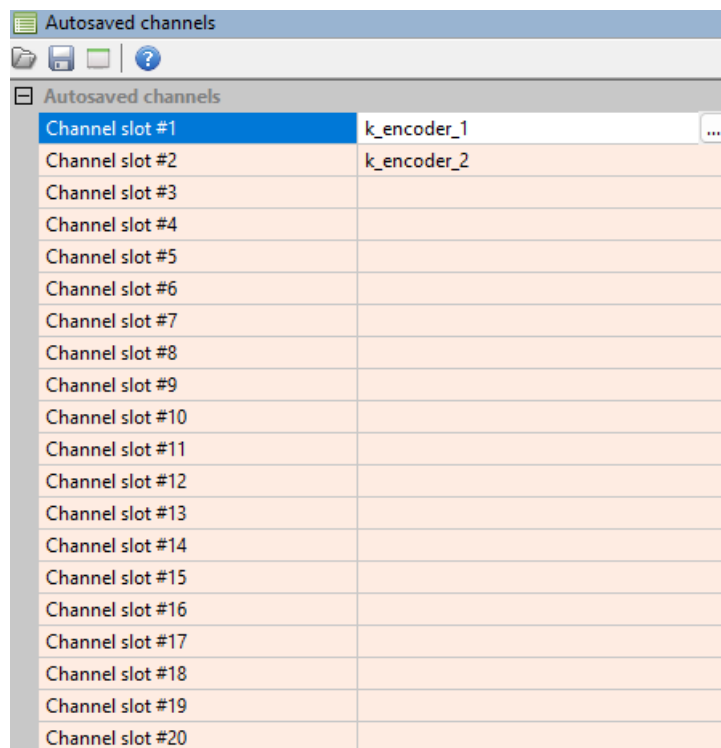 Autosaved channels
?
Autosaved channels
Channel slot #1 k_encoder_1 ...
Channel slot #2 k_encoder_2
Channel slot #3
Channel slot #4
Channel slot #5
Channel slot #6
Channel slot #7
Channel slot #8
Channel slot #9
Channel slot #10
Channel slot #11
Channel slot #12
Channel slot #13
Channel slot #14
Channel slot #15
Channel slot #16
Channel slot #17
Channel slot #18
Channel slot #19
Channel slot #20